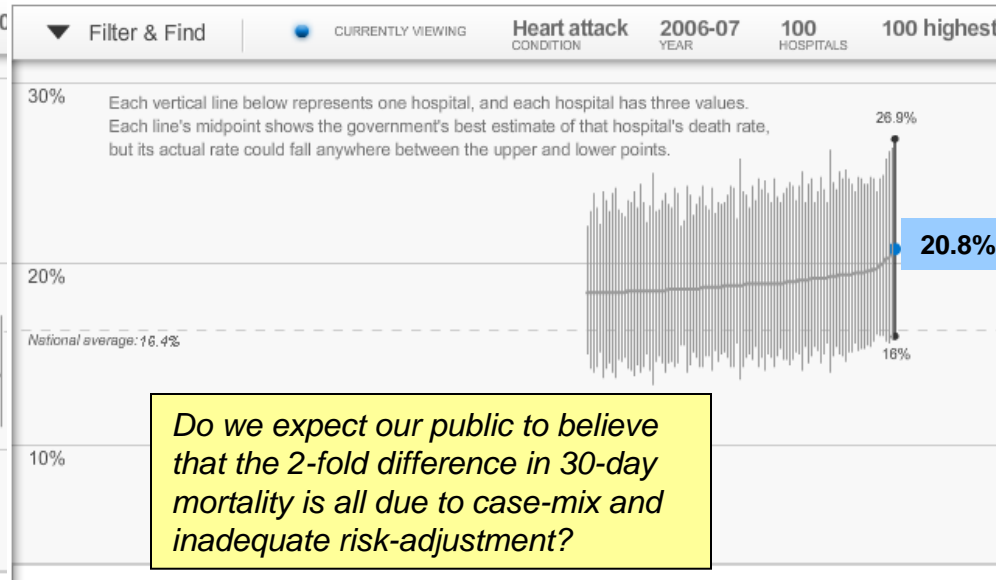 Filter & Find
CURRENTLY VIEWING
Heart attack
CONDITION
2006-07
YEAR
100
HOSPITALS
100 highest
30%
Each vertical line below represents one hospital, and each hospital has three values.
Each line's midpoint shows the government's best estimate of that hospital's death rate,
but its actual rate could fall anywhere between the upper and lower points.
26.9%
20.8%
20%
National average: 16.4%
16%
10%
Do we expect our public to believe
that the 2-fold difference in 30-day
mortality is all due to case-mix and
inadequate risk-adjustment?